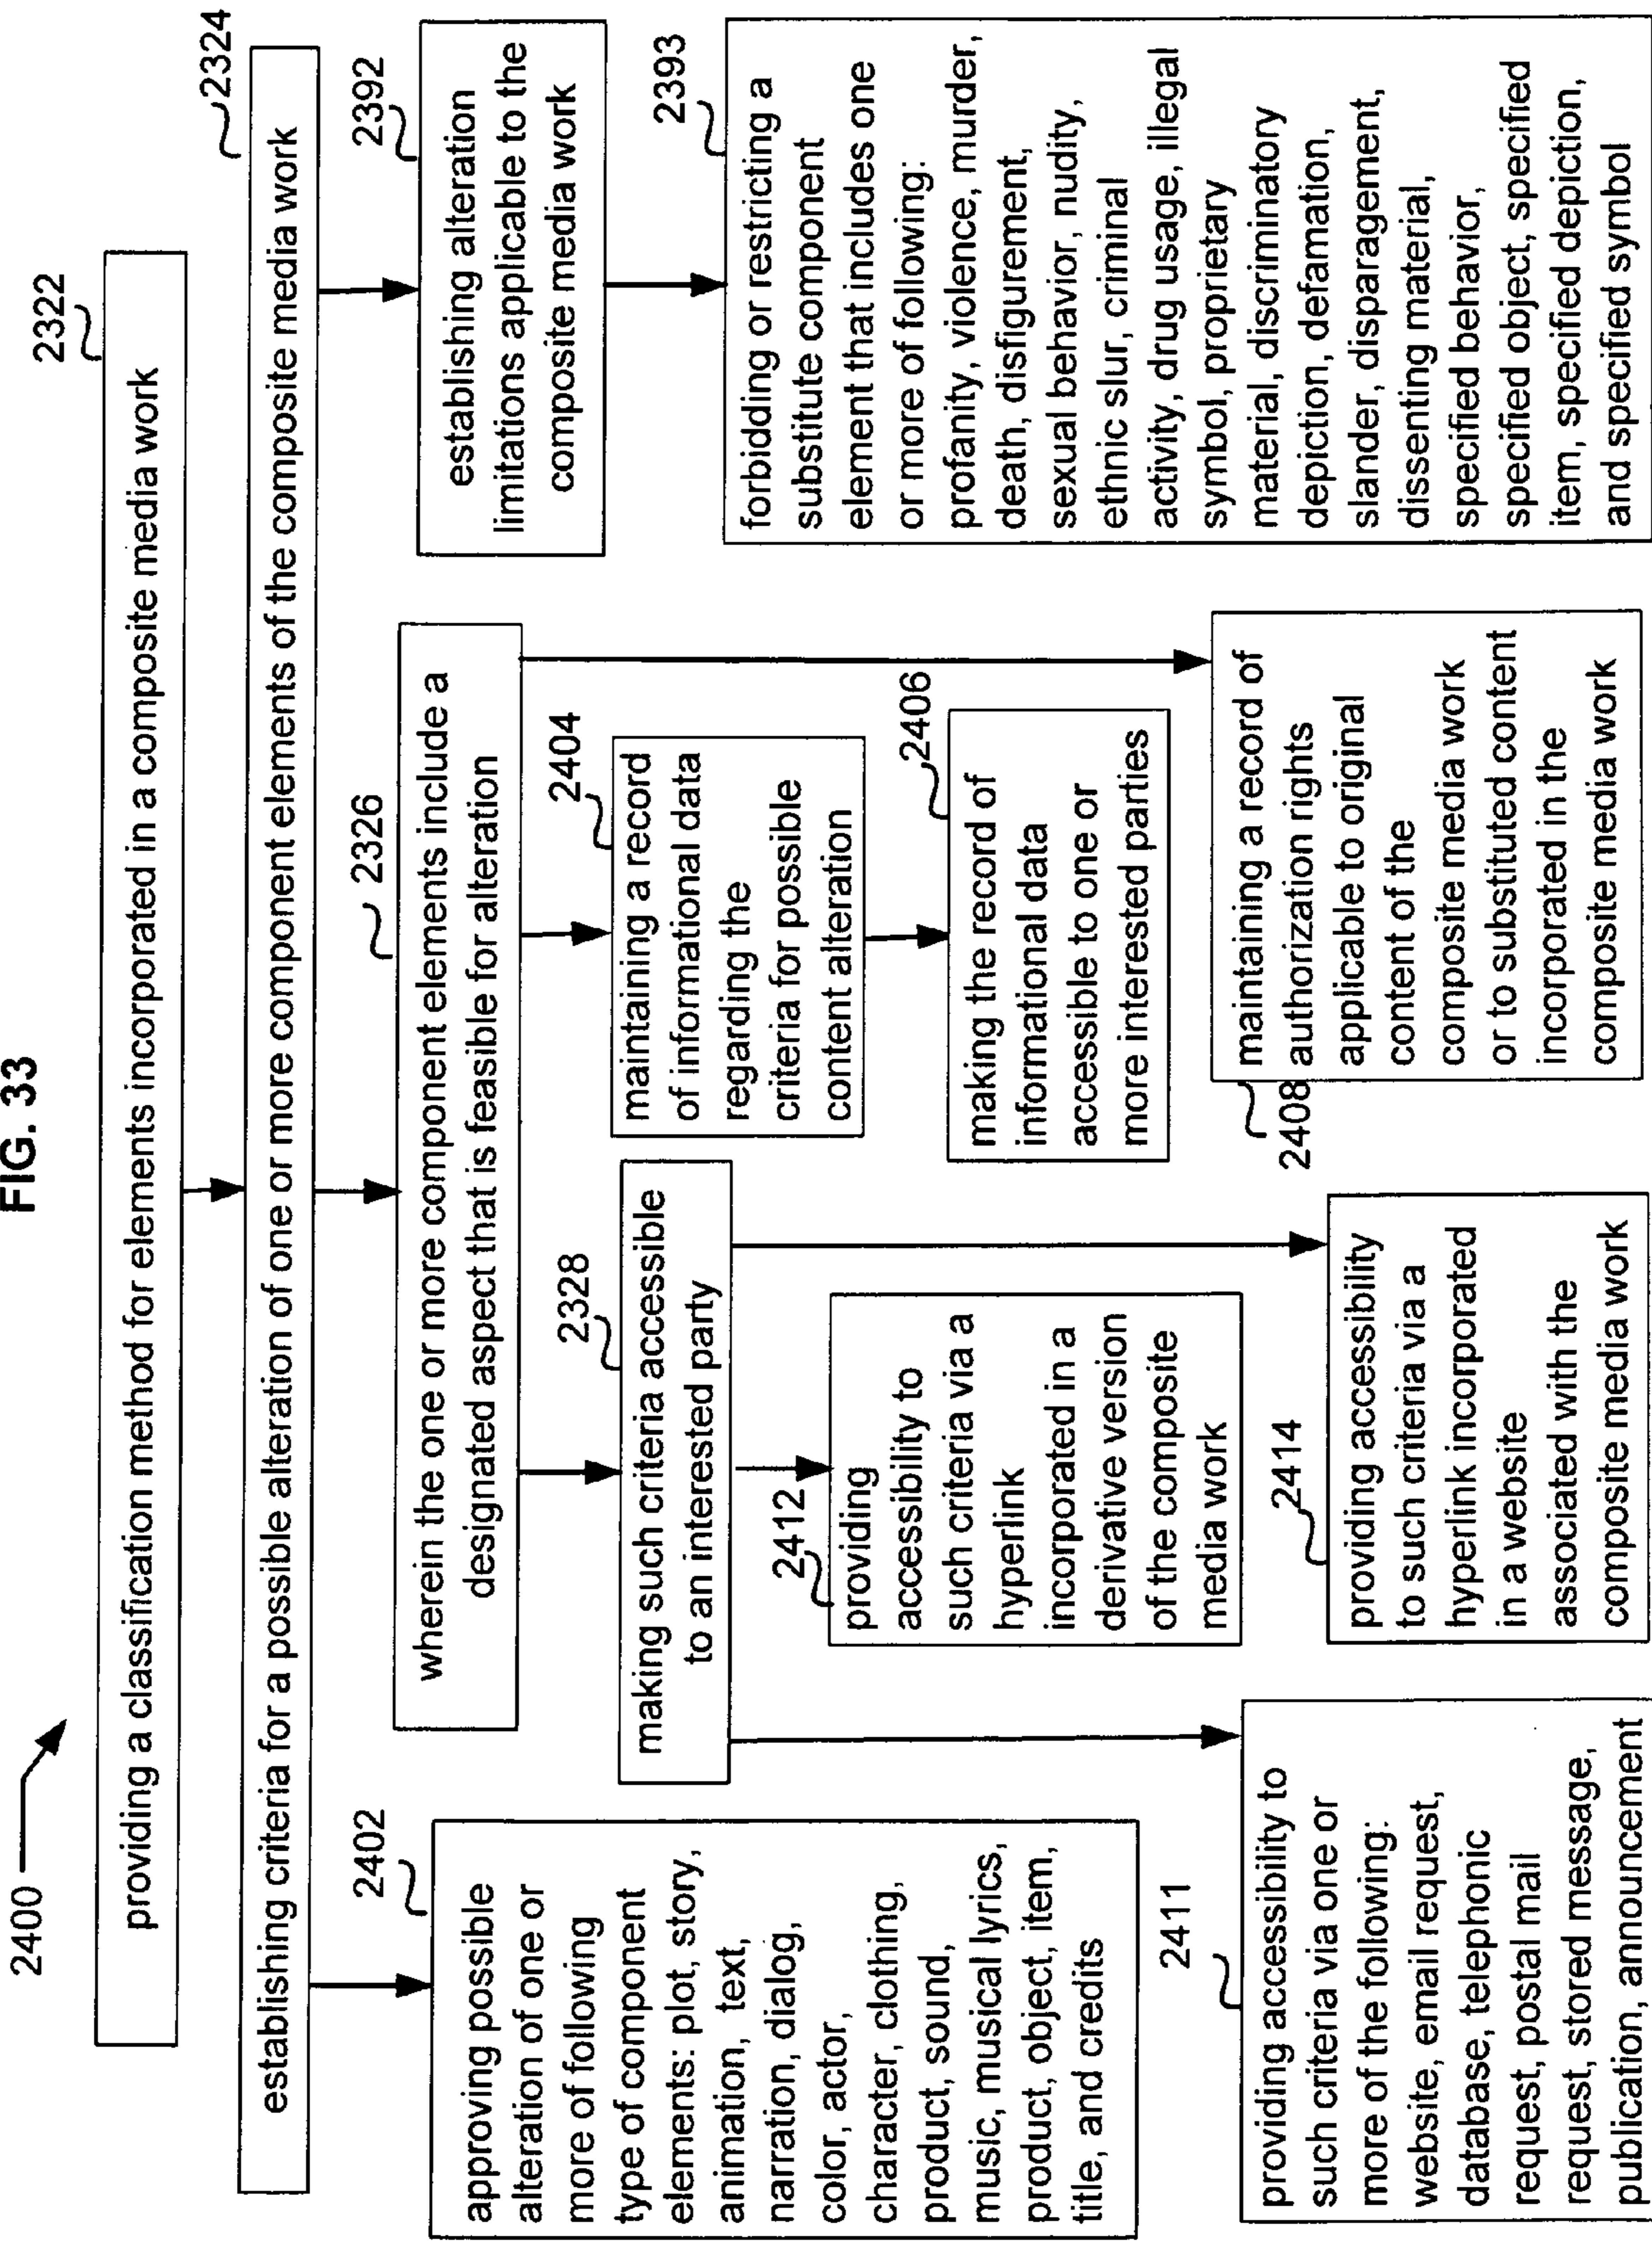 FIG. 33
2400
2322
providing a classification method for elements incorporated in a composite media work
2324
establishing criteria for a possible alteration of one or more component elements of the composite media work
2402
approving possible
alteration of one or
more of following
type of component
elements: plot, story,
animation, text,
narration, dialog,
color, actor,
character, clothing,
product, sound,
music, musical lyrics,
product, object, item,
title, and credits
2326
wherein the one or more component elements include a
designated aspect that is feasible for alteration
2392
establishing alteration
limitations applicable to the
composite media work
2393
forbidding or restricting a
substitute component
element that includes one
or more of following:
profanity, violence, murder,
death, disfigurement,
sexual behavior, nudity,
ethnic slur, criminal
activity, drug usage, illegal
symbol, proprietary
material, discriminatory
depiction, defamation,
slander, disparagement,
dissenting material,
specified behavior,
specified object, specified
item, specified depiction,
and specified symbol
2328
making such criteria accessible
to an interested party
2404
maintaining a record
of informational data
regarding the
criteria for possible
content alteration
2406
making the record of
informational data
accessible to one or
more interested parties
2408
maintaining a record of
authorization rights
applicable to original
content of the
composite media work
or to substituted content
incorporated in the
composite media work
2411
providing accessibility to
such criteria via one or
more of the following:
website, email request,
database, telephonic
request, postal mail
request, stored message,
publication, announcement
2412
providing
accessibility to
such criteria via a
hyperlink
incorporated in a
derivative version
of the composite
media work
2414
providing accessibility
to such criteria via a
hyperlink incorporated
in a website
associated with the
composite media work